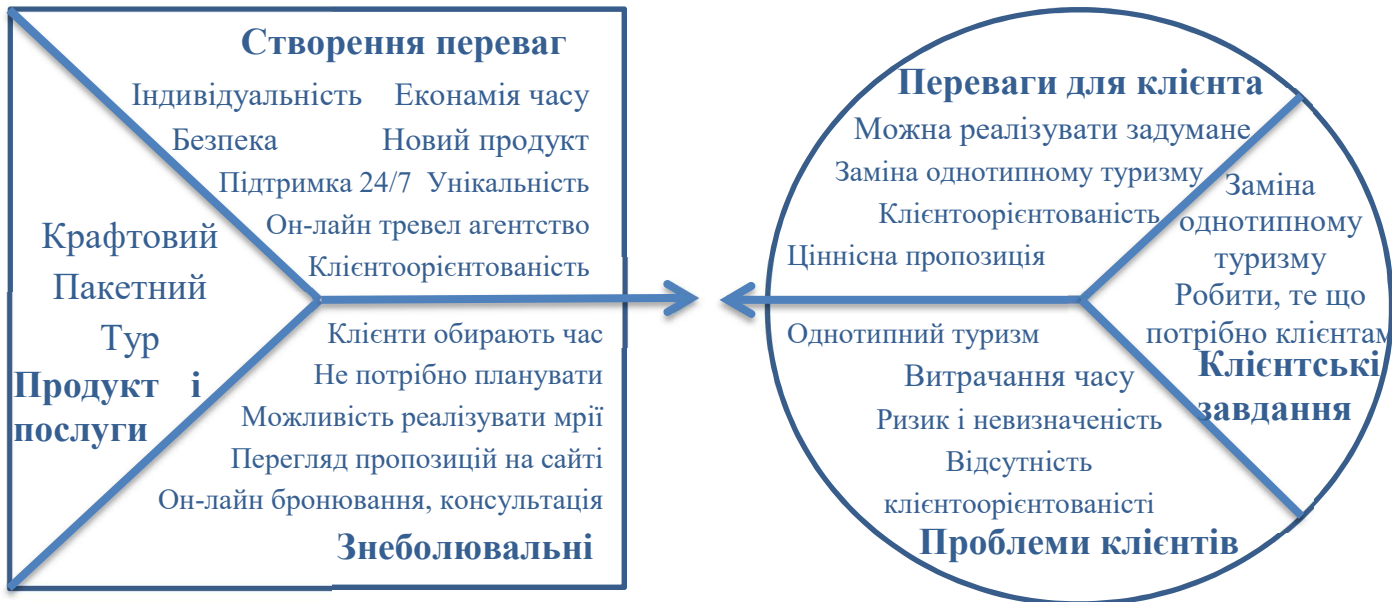 Створення переваг
Індивідуальність Еконамія часу
Безпека Новий продукт
Підтримка 24/7 Унікальність
Он-лайн тревел агентство
Клієнтоорієнтованість
Крафтовий
Пакетний
Тур
Продукт і
послуги
Клієнти обирають час
Не потрібно планувати
Можливість реалізувати мрії
Перегляд пропозицій на сайті
Он-лайн бронювання, консультація
Знеболювальні
Переваги для клієнта
Можна реалізувати задумане
Заміна однотипному туризму
Клієнтоорієнтованість
Ціннісна пропозиція
Заміна
однотипному
туризму
Робити, те що
потрібно клієнтам
Клієнтські
завдання
Однотипний туризм
Витрачання часу
Ризик і невизначеність
Відсутність
клієнтоорієнтованості
Проблеми клієнтів